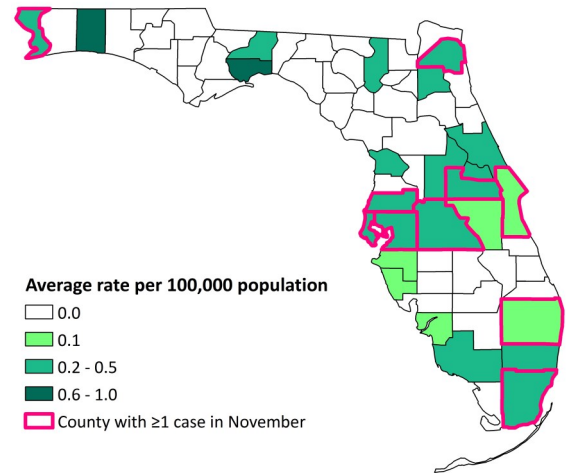 Average rate per 100,000 population
0.0
0.1
0.2 - 0.5
0.6 - 1.0
County with ≥1 case in November